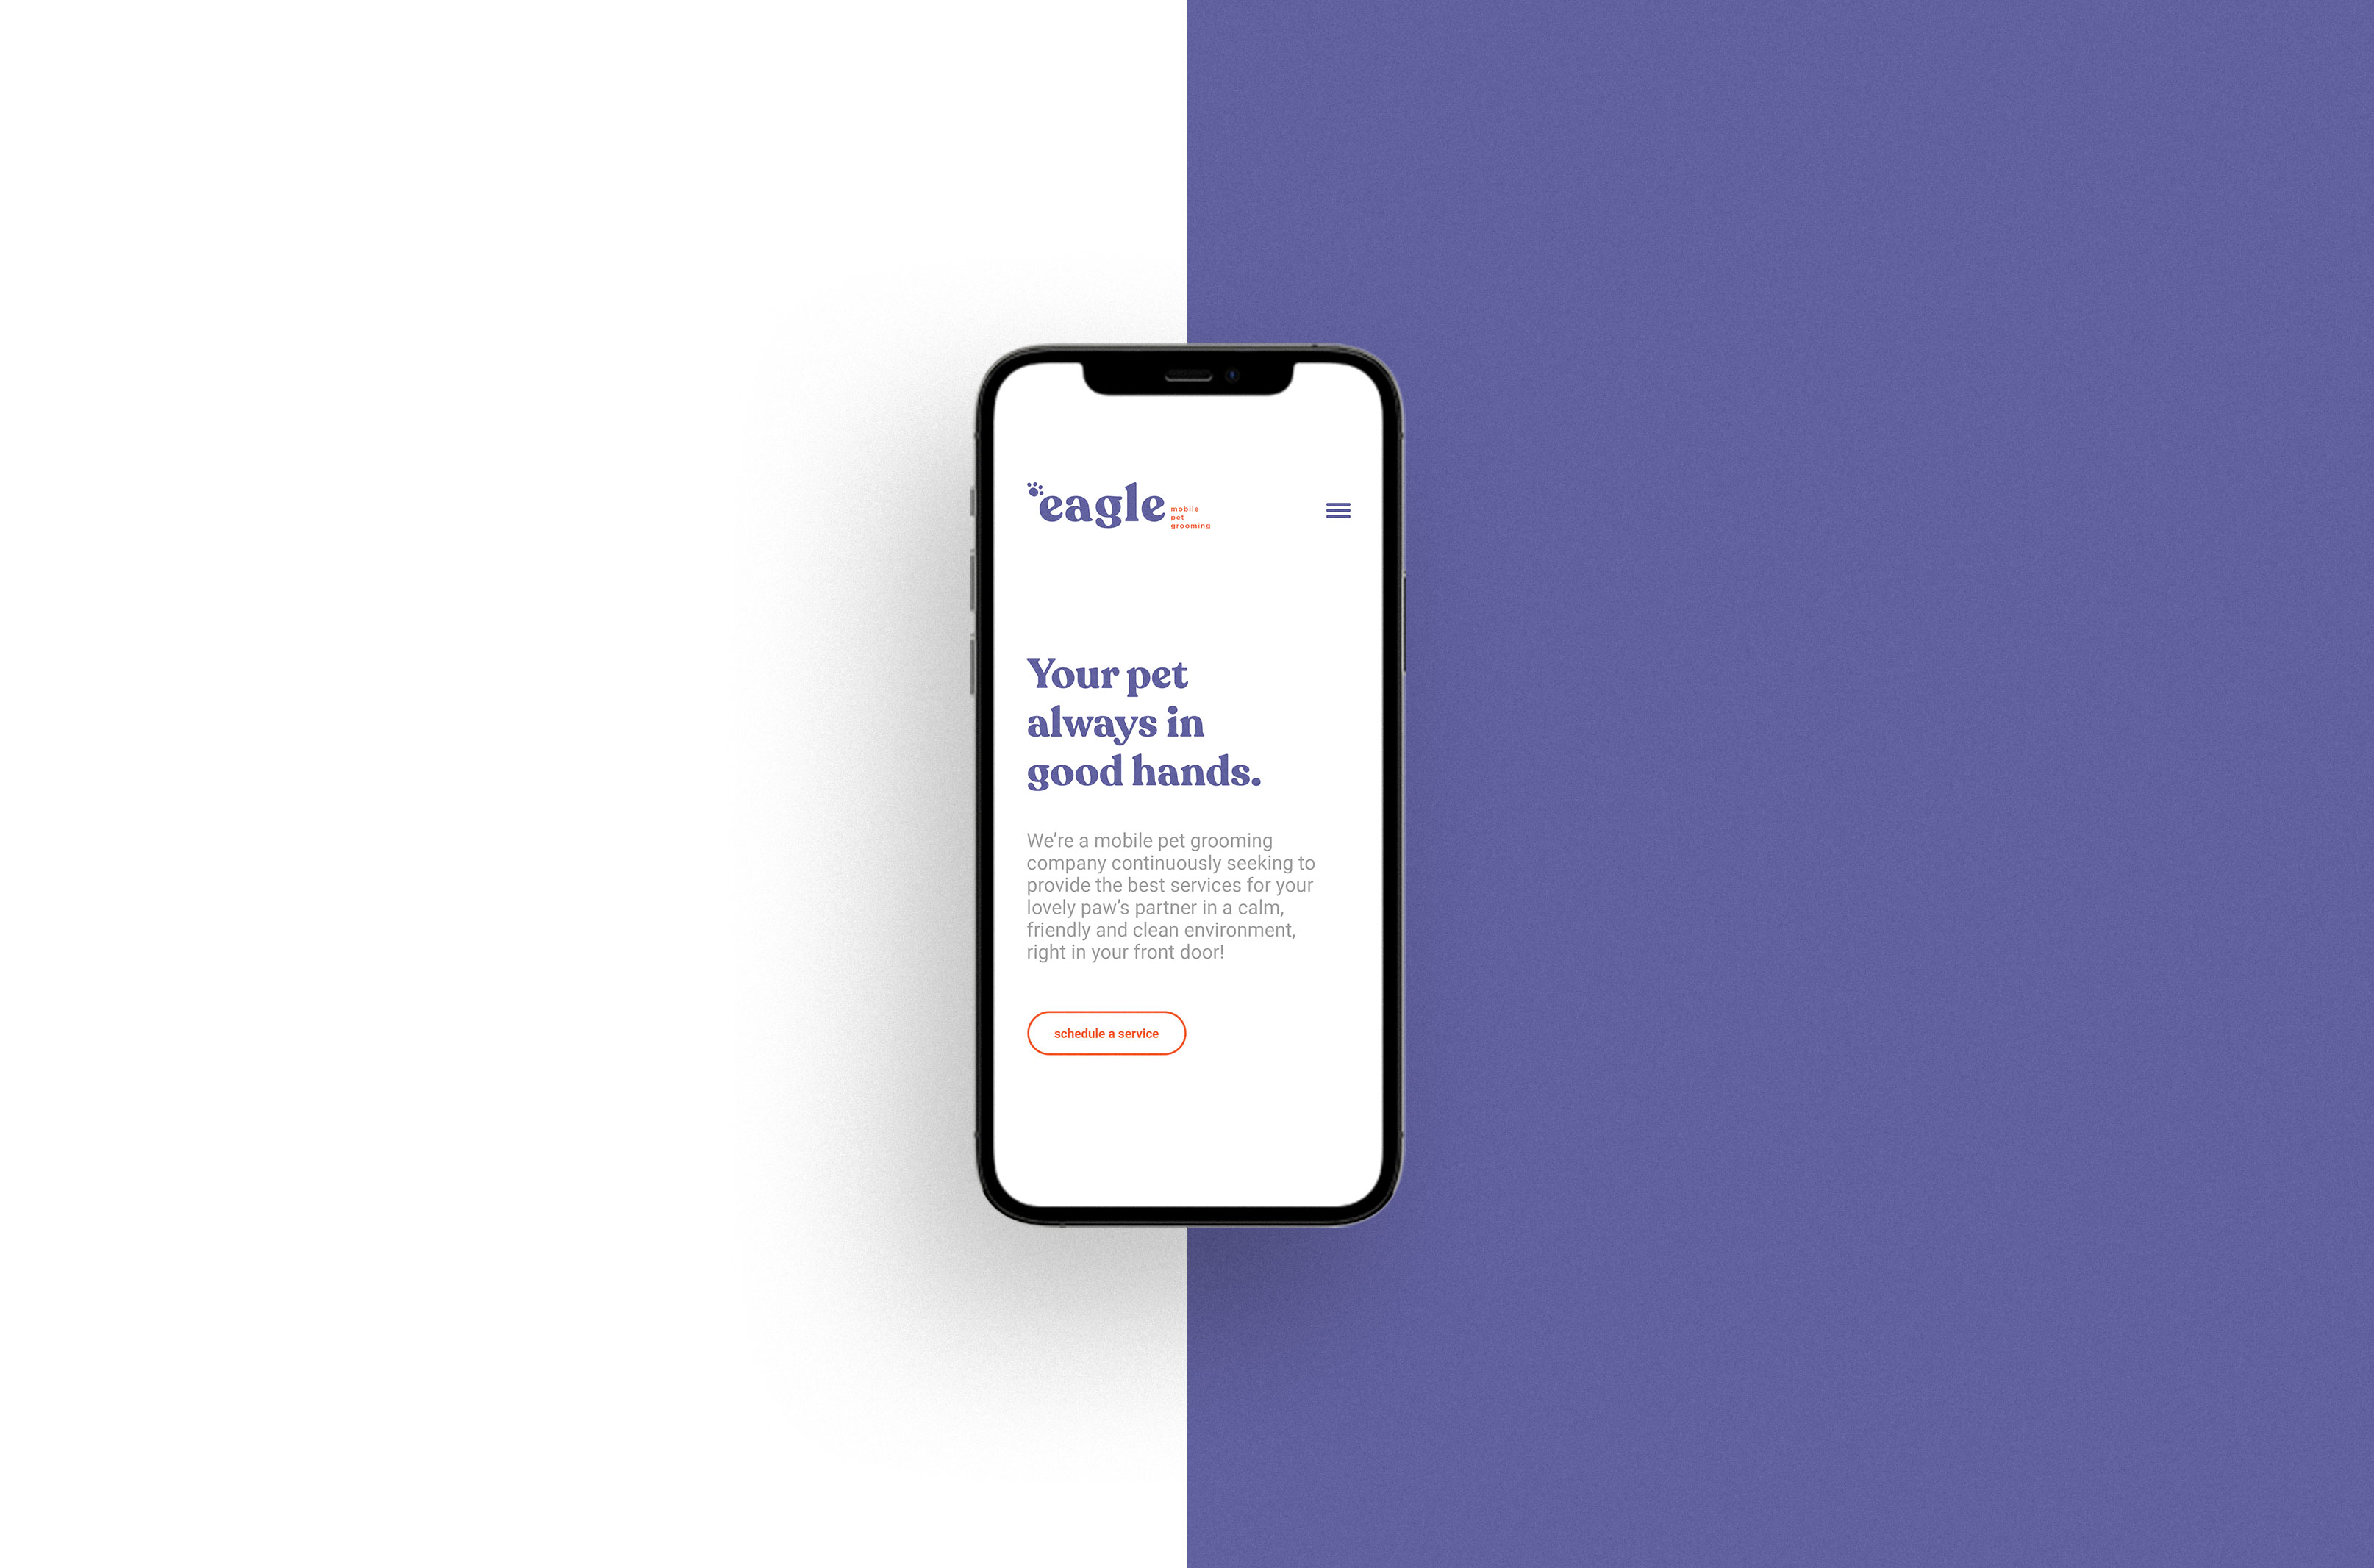 eagle
mobile
pet
grooming
Your pet
always in
good hands.
We’re a mobile pet grooming
company continuously seeking to
provide the best services for your
lovely paw’s partner in a calm,
friendly and clean environment,
right in your front door!
schedule a service